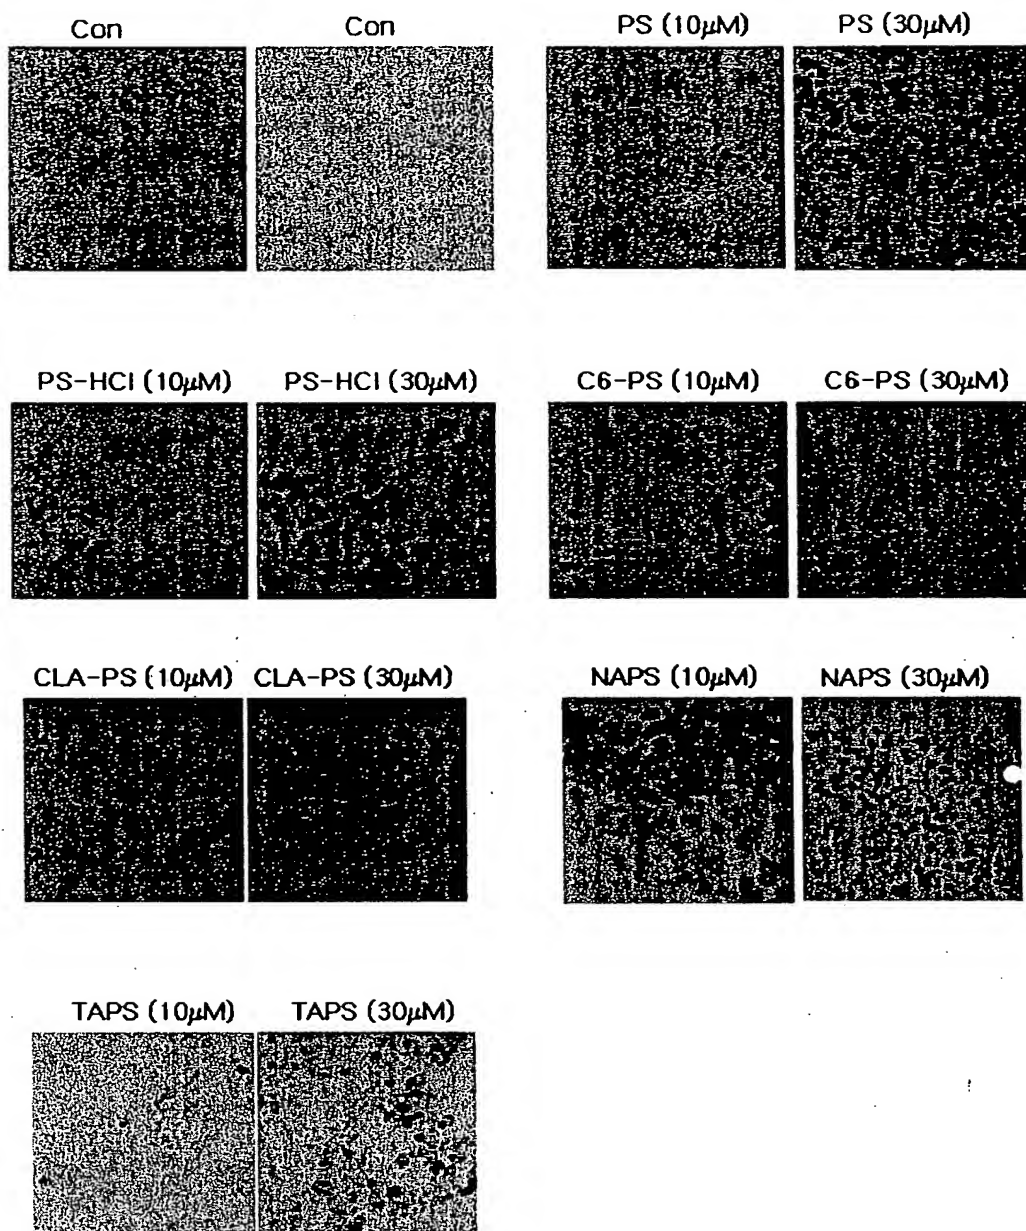 Con Con PS (10μM) PS (30μM)
PS-HCl (10μM) PS-HCl (30μM) C6-PS (10μM) C6-PS (30μM)
CLA-PS (10μM) CLA-PS (30μM) NAPS (10μM) NAPS (30μM)
TAPS (10μM) TAPS (30μM)